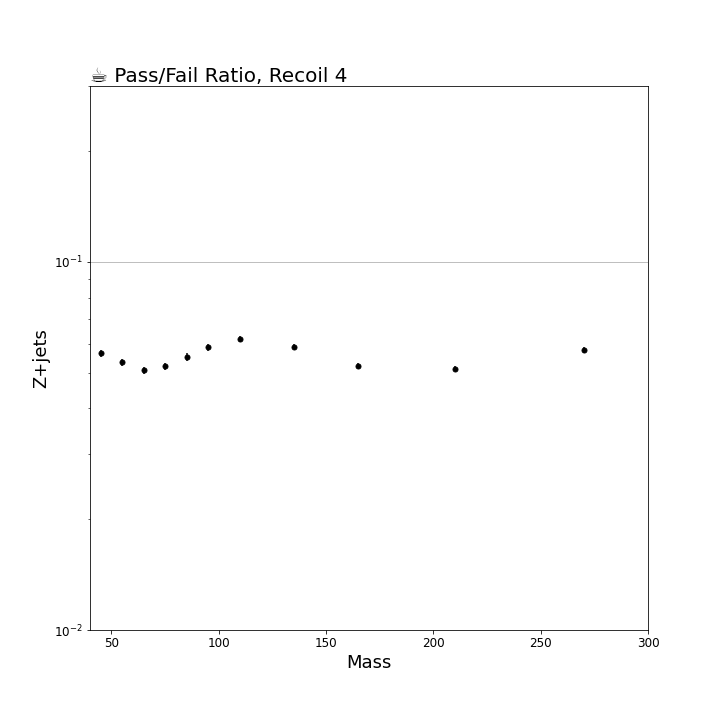 ☕ Pass/Fail Ratio, Recoil 4
10⁻¹
Z+jets
10⁻²
50 100 150 200 250 300
Mass